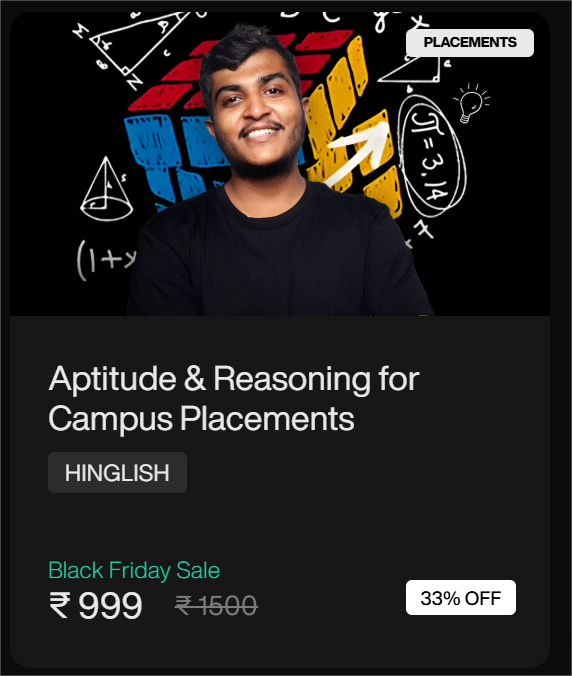 PLACEMENTS
M
N
π = 3.14
s
(1+x
Aptitude & Reasoning for
Campus Placements
HINGLISH
Black Friday Sale
₹ 999 ₹ 1500
33% OFF